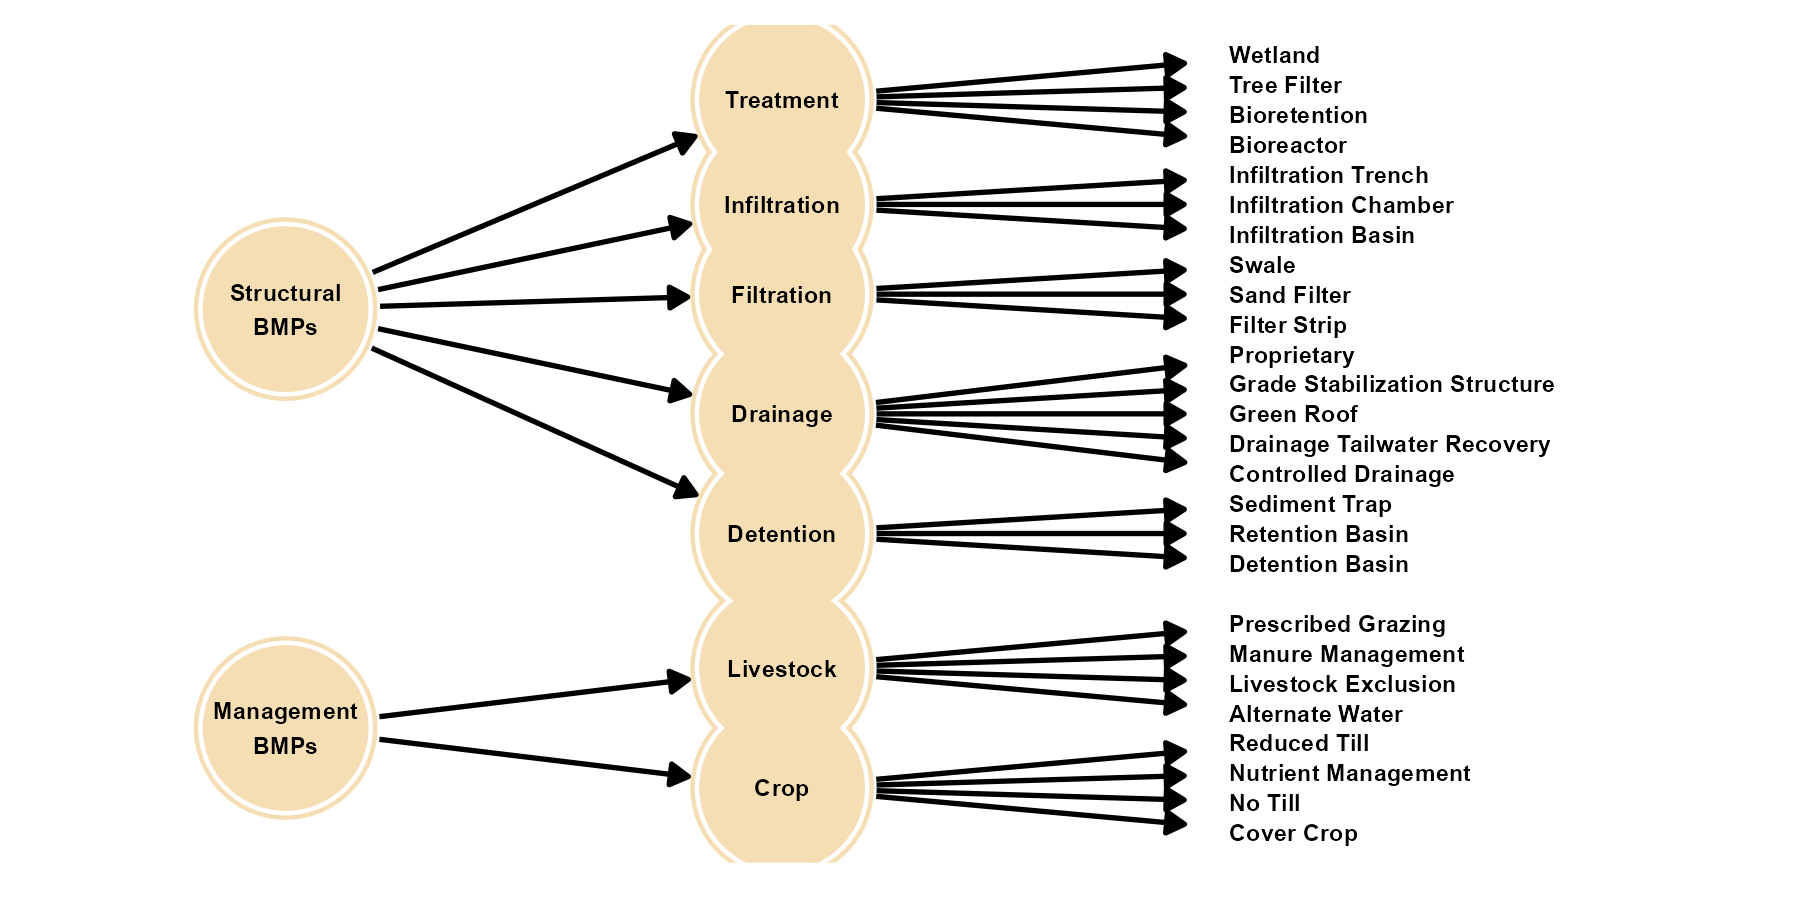 Structural
BMPs
Management
BMPs
Treatment
Infiltration
Filtration
Drainage
Detention
Livestock
Crop
Wetland
Tree Filter
Bioretention
Bioreactor
Infiltration Trench
Infiltration Chamber
Infiltration Basin
Swale
Sand Filter
Filter Strip
Proprietary
Grade Stabilization Structure
Green Roof
Drainage Tailwater Recovery
Controlled Drainage
Sediment Trap
Retention Basin
Detention Basin
Prescribed Grazing
Manure Management
Livestock Exclusion
Alternate Water
Reduced Till
Nutrient Management
No Till
Cover Crop